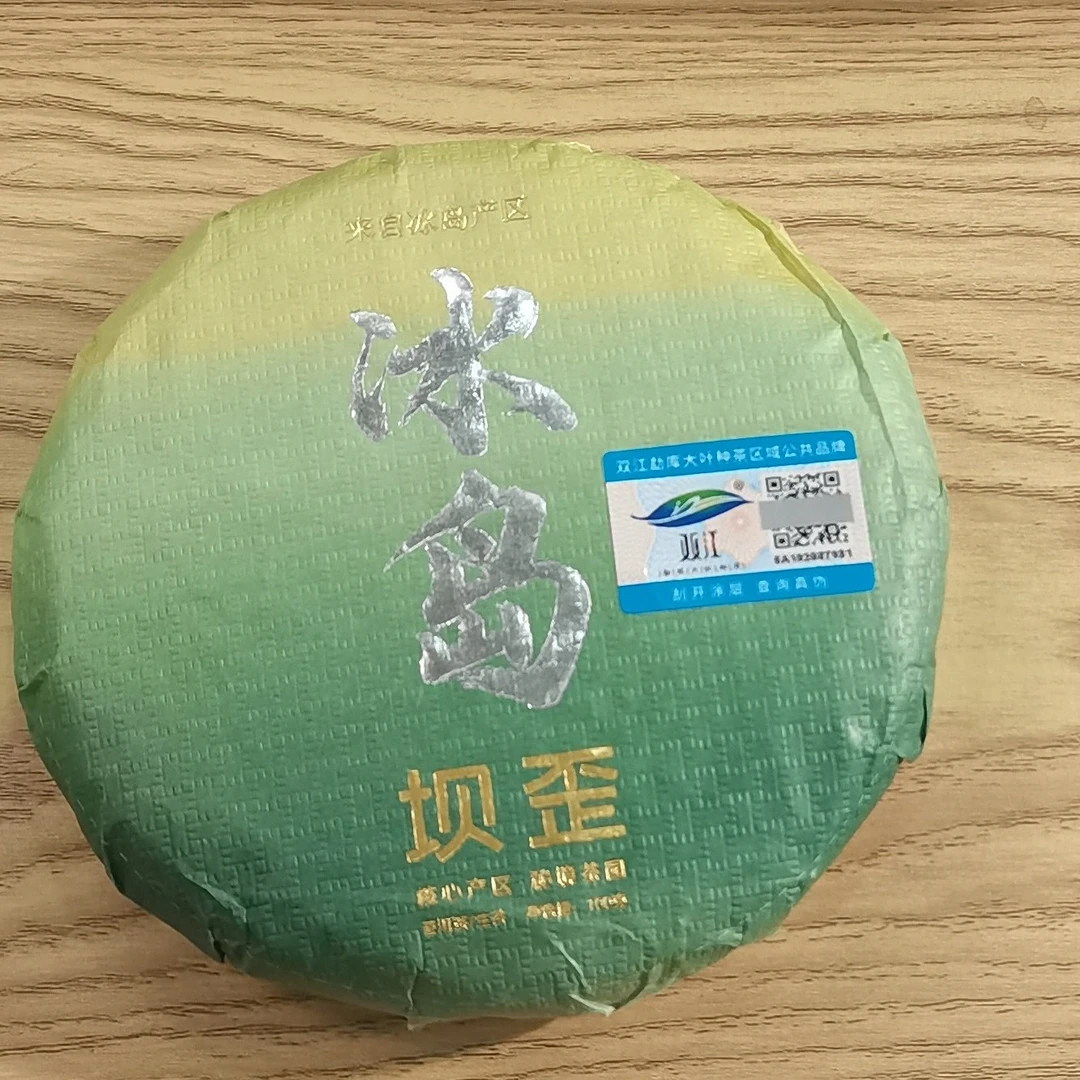 来自冰岛产区
冰
岛
双江勐库大叶种茶区域公共品牌
双江
刮开涂层 查询真伪
坝歪
核心产区
茶园